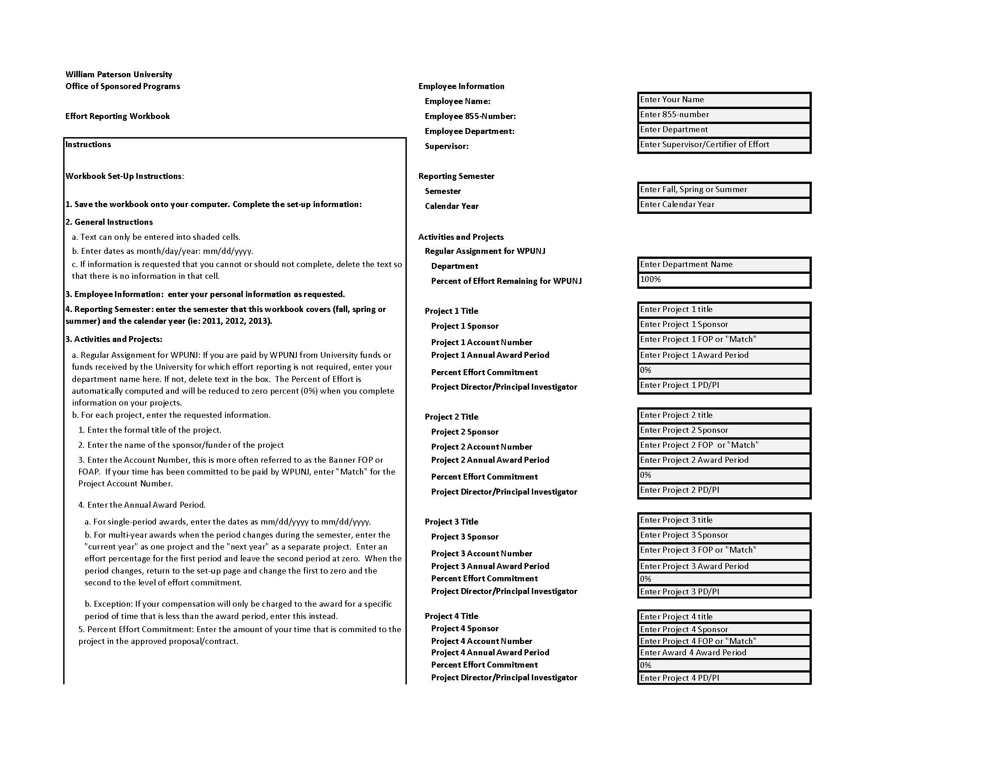 William Paterson University
Office of Sponsored Programs
Effort Reporting Workbook
Instructions
Workbook Set-Up Instructions:
1. Save the workbook onto your computer. Complete the set-up information:
2. General Instructions
a. Text can only be entered into shaded cells.
b. Enter dates as month/day/year: mm/dd/yyyy.
c. If information is requested that you cannot or should not complete, delete the text so
that there is no information in that cell.
3. Employee Information:  enter your personal information as requested.
4. Reporting Semester: enter the semester that this workbook covers (fall, spring or
summer) and the calendar year (ie: 2011, 2012, 2013).
3. Activities and Projects:
a. Regular Assignment for WPUNJ: If you are paid by WPUNJ from University funds or
funds received by the University for which effort reporting is not required, enter your
department name here. If not, delete text in the box.  The Percent of Effort is
automatically computed and will be reduced to zero percent (0%) when you complete
information on your projects.
b. For each project, enter the requested information.
1. Enter the formal title of the project.
2. Enter the name of the sponsor/funder of the project
3. Enter the Account Number, this is more often referred to as the Banner FOP or
FOAP.  If your time has been committed to be paid by WPUNJ, enter "Match" for the
Project Account Number.
4. Enter the Annual Award Period.
a. For single-period awards, enter the dates as mm/dd/yyyy to mm/dd/yyyy.
b. For multi-year awards when the period changes during the semester, enter the
"current year" as one project and the "next year" as a separate project.  Enter an
effort percentage for the first period and leave the second period at zero.  When the
period changes, return to the set-up page and change the first to zero and the
second to the level of effort commitment.
b. Exception: If your compensation will only be charged to the award for a specific
period of time that is less than the award period, enter this instead.
5. Percent Effort Commitment: Enter the amount of your time that is commited to the
project in the approved proposal/contract.
Employee Information
Employee Name: Enter Your Name
Employee 855-Number: Enter 855-number
Employee Department: Enter Department
Supervisor: Enter Supervisor/Certifier of Effort
Reporting Semester
Semester Enter Fall, Spring or Summer
Calendar Year Enter Calendar Year
Activities and Projects
Regular Assignment for WPUNJ
Department Enter Department Name
Percent of Effort Remaining for WPUNJ 100%
Project 1 Title Enter Project 1 title
Project 1 Sponsor Enter Project 1 Sponsor
Project 1 Account Number Enter Project 1 FOP or "Match"
Project 1 Annual Award Period Enter Project 1 Award Period
Percent Effort Commitment 0%
Project Director/Principal Investigator Enter Project 1 PD/PI
Project 2 Title Enter Project 2 title
Project 2 Sponsor Enter Project 2 Sponsor
Project 2 Account Number Enter Project 2 FOP  or "Match"
Project 2 Annual Award Period Enter Project 2 Award Period
Percent Effort Commitment 0%
Project Director/Principal Investigator Enter Project 2 PD/PI
Project 3 Title Enter Project 3 title
Project 3 Sponsor Enter Project 3 Sponsor
Project 3 Account Number Enter Project 3 FOP or "Match"
Project 3 Annual Award Period Enter Project 3 Award Period
Percent Effort Commitment 0%
Project Director/Principal Investigator Enter Project 3 PD/PI
Project 4 Title Enter Project 4 title
Project 4 Sponsor Enter Project 4 Sponsor
Project 4 Account Number Enter Project 4 FOP or "Match"
Project 4 Annual Award Period Enter Award 4 Award Period
Percent Effort Commitment 0%
Project Director/Principal Investigator Enter Project 4 PD/PI